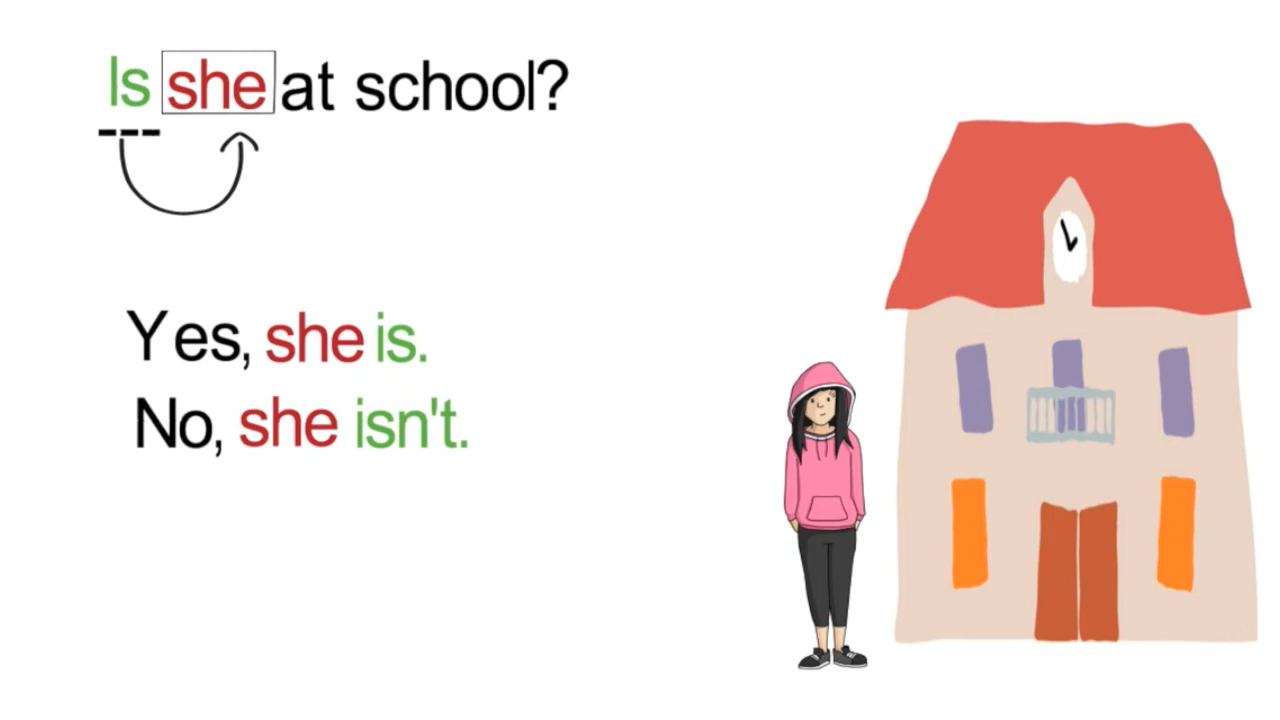 Is she at school?
Yes, she is.
No, she isn't.